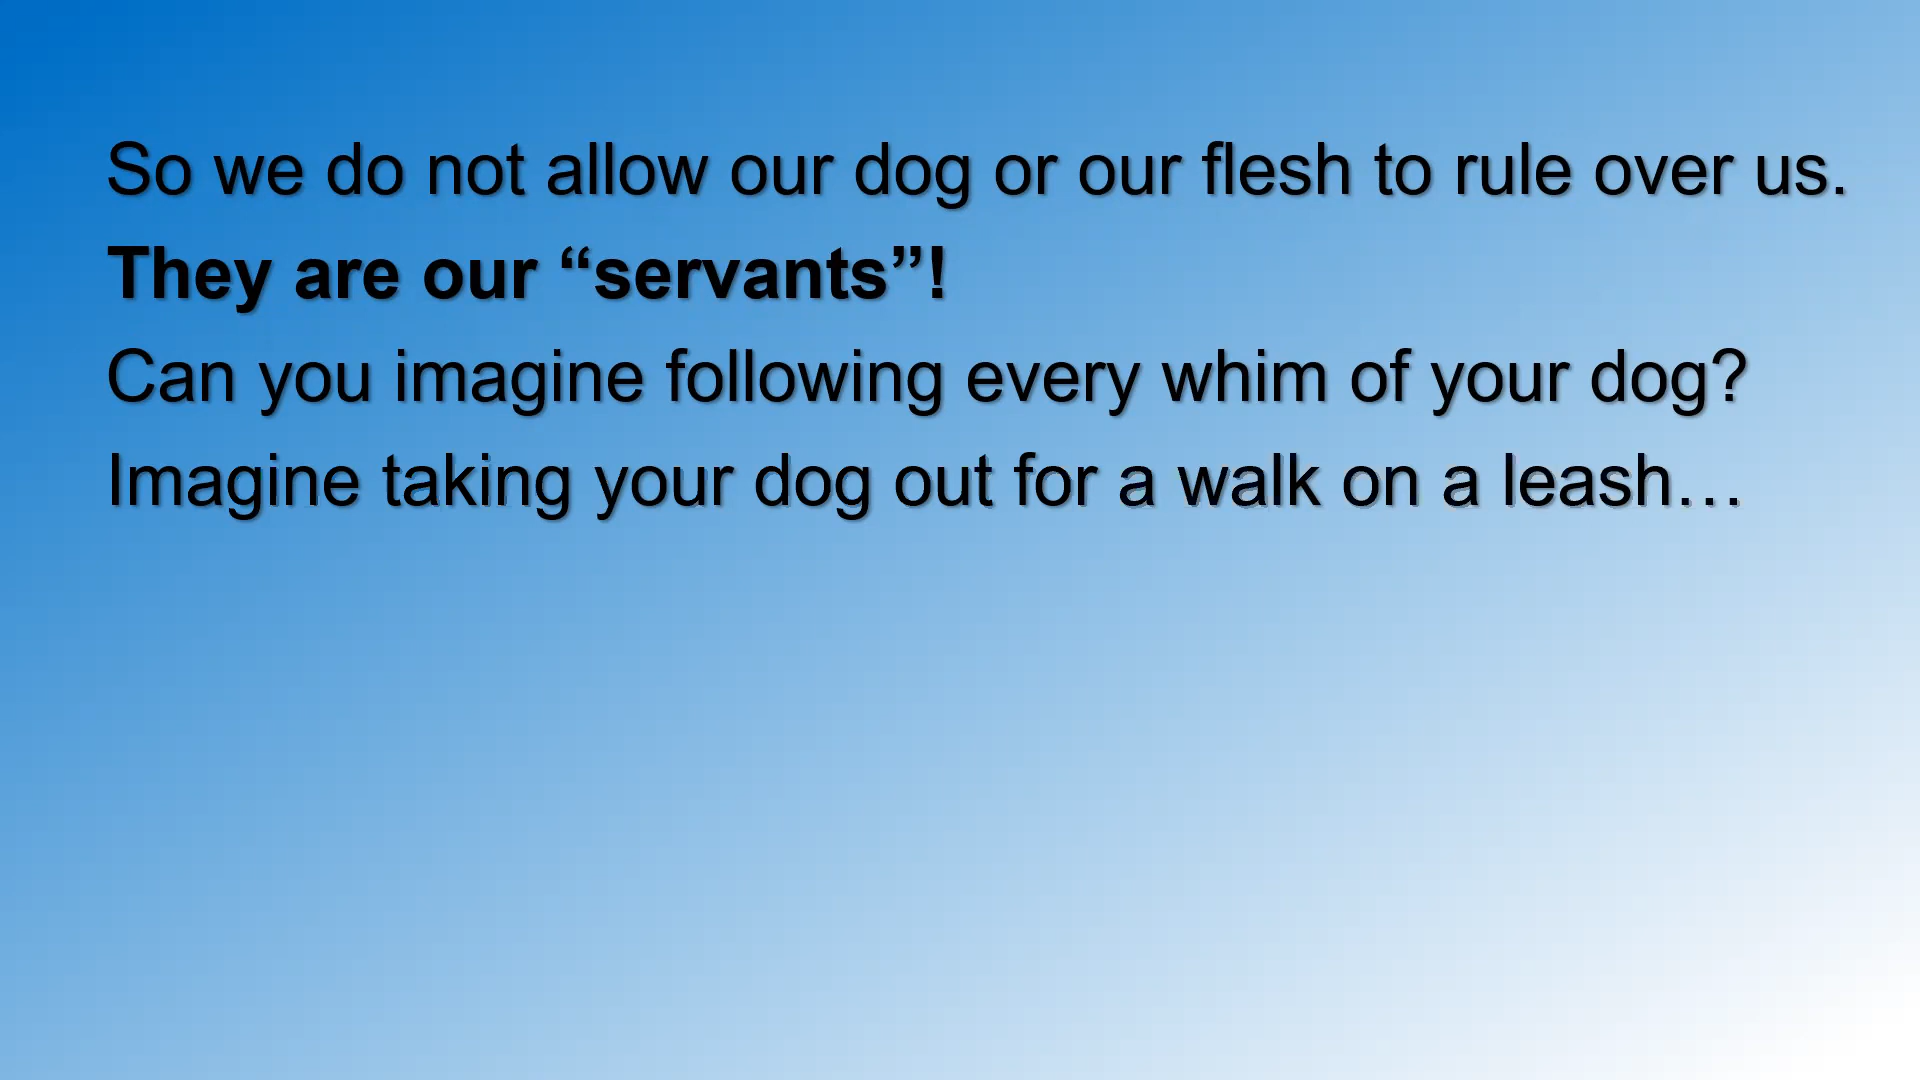 So we do not allow our dog or our flesh to rule over us.
They are our “servants”!
Can you imagine following every whim of your dog?
Imagine taking your dog out for a walk on a leash…